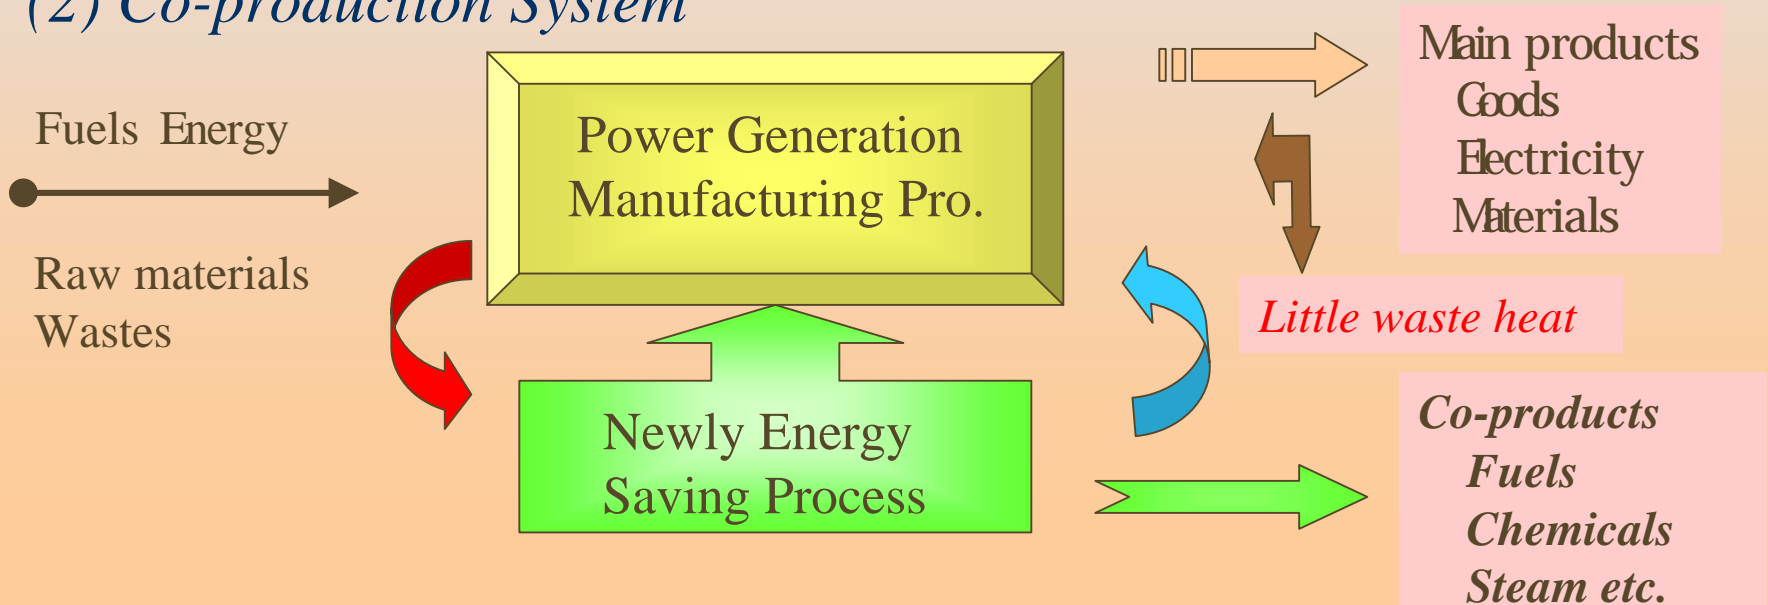 (2) Co-production System
Fuels Energy
Raw materials
Wastes
Power Generation
Manufacturing Pro.
Newly Energy
Saving Process
Main products
Goods
Electricity
Materials
Little waste heat
Co-products
Fuels
Chemicals
Steam etc.